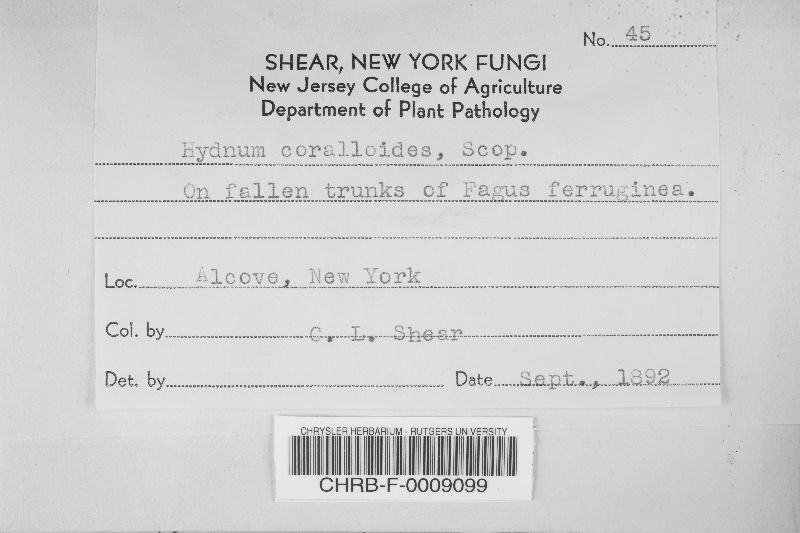 No. 45
SHEAR, NEW YORK FUNGI
New Jersey College of Agriculture
Department of Plant Pathology
Hydnum coralloides, Scop.
On fallen trunks of Fagus ferruginea.
Loc. Alcove, New York
Col. by C. L. Shear
Det. by Date Sept., 1892
CHRYSLER HERBARIUM - RUTGERS UNIVERSITY
CHRB-F-0009099